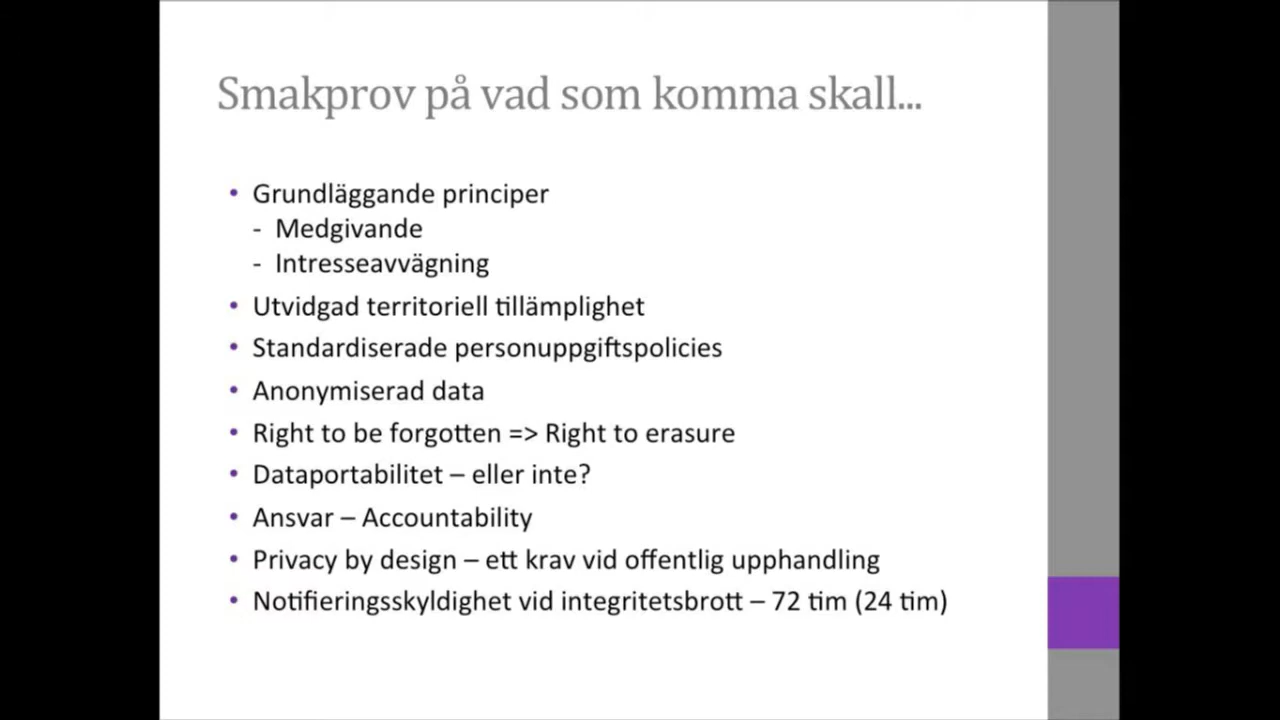 Smakprov på vad som komma skall...
• Grundläggande principer
- Medgivande
- Intresseavvägning
• Utvidgad territoriell tillämplighet
• Standardiserade personuppgiftspolicies
• Anonymiserad data
• Right to be forgotten => Right to erasure
• Dataportabilitet – eller inte?
• Ansvar – Accountability
• Privacy by design – ett krav vid offentlig upphandling
• Notifieringsskyldighet vid integritetsbrott – 72 tim (24 tim)